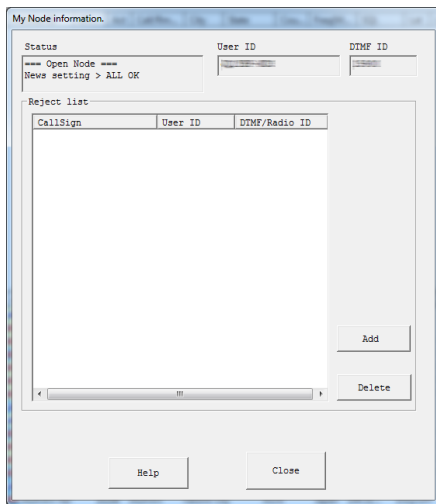 My Node information.
Status User ID DTMF ID
=== Open Node ===
News setting > ALL OK
Reject list
CallSign User ID DTMF/Radio ID
Add
Delete
Help Close